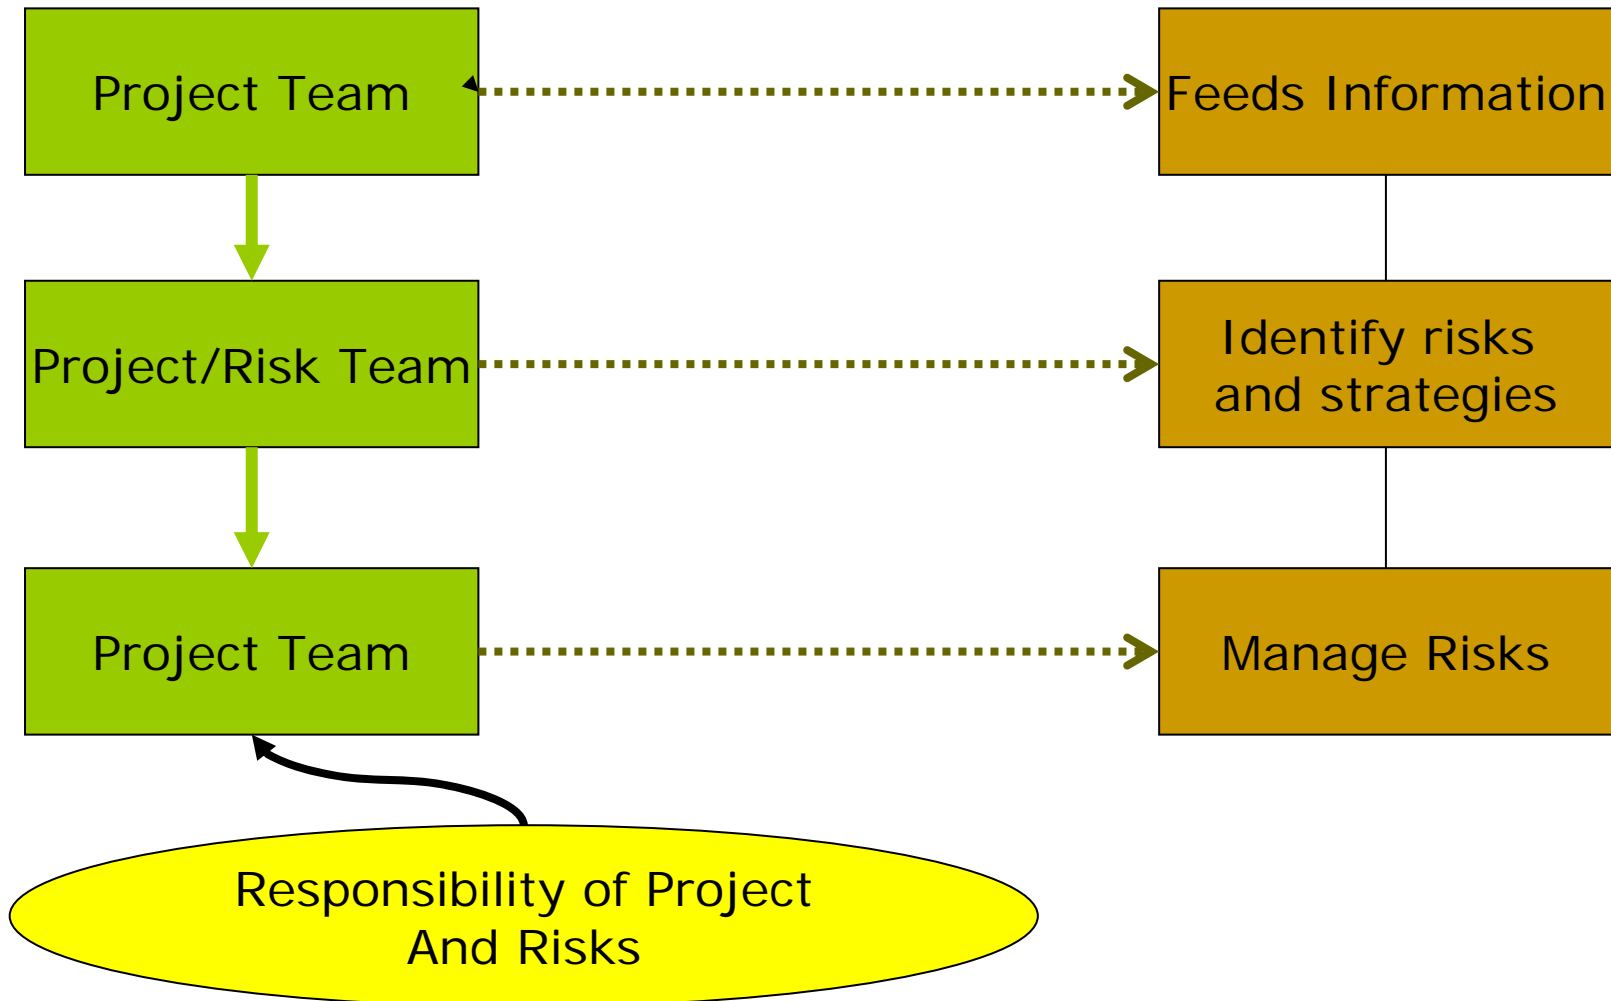 Project Team
Feeds Information
Project/Risk Team
Identify risks
and strategies
Project Team
Manage Risks
Responsibility of Project
And Risks